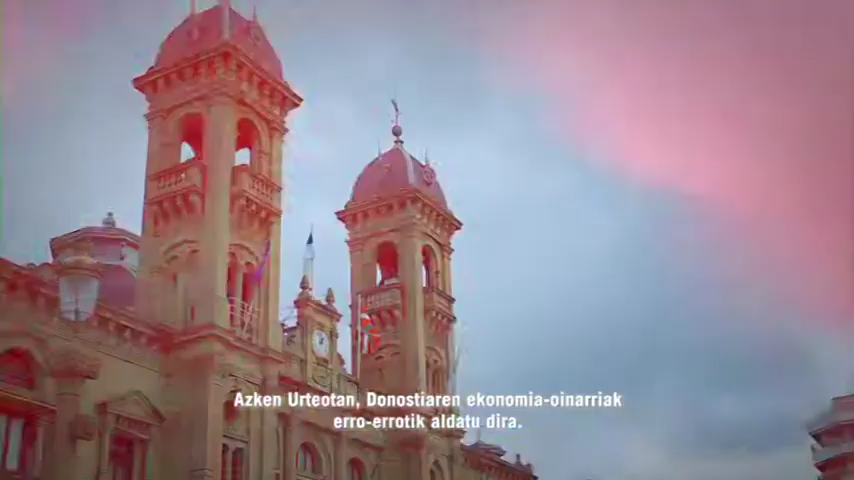 Azken Urteotan, Donostiaren ekonomia-oinarriak
erro-errotik aldatu dira.